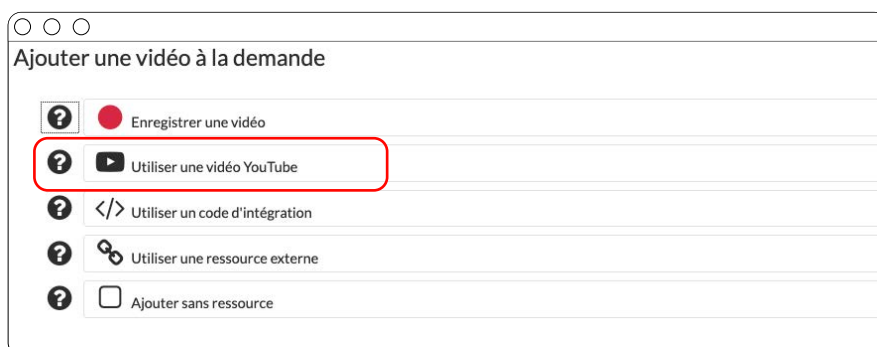 Ajouter une vidéo à la demande
Enregistrer une vidéo
Utiliser une vidéo YouTube
Utiliser un code d'intégration
Utiliser une ressource externe
Ajouter sans ressource